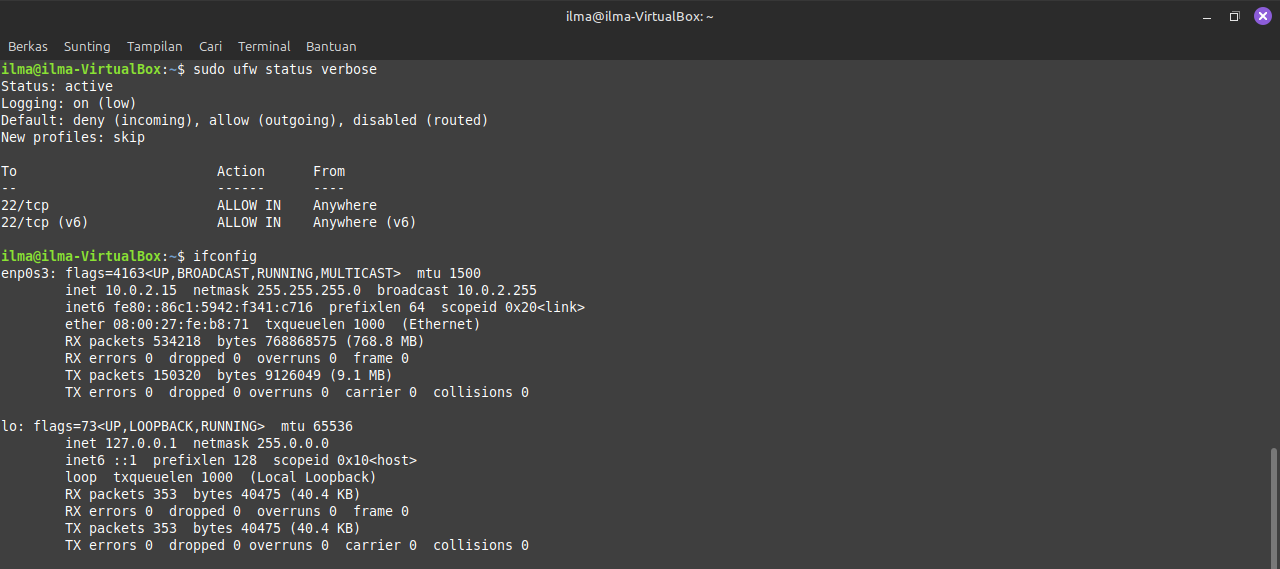 ilma@ilma-VirtualBox: ~
Berkas Sunting Tampilan Cari Terminal Bantuan
ilma@ilma-VirtualBox:~$ sudo ufw status verbose
Status: active
Logging: on (low)
Default: deny (incoming), allow (outgoing), disabled (routed)
New profiles: skip

To                         Action      From
--                         ------      ----
22/tcp                     ALLOW IN    Anywhere
22/tcp (v6)                ALLOW IN    Anywhere (v6)

ilma@ilma-VirtualBox:~$ ifconfig
enp0s3: flags=4163<UP,BROADCAST,RUNNING,MULTICAST>  mtu 1500
        inet 10.0.2.15  netmask 255.255.255.0  broadcast 10.0.2.255
        inet6 fe80::86c1:5942:f341:c716  prefixlen 64  scopeid 0x20<link>
        ether 08:00:27:fe:b8:71  txqueuelen 1000  (Ethernet)
        RX packets 534218  bytes 768868575 (768.8 MB)
        RX errors 0  dropped 0  overruns 0  frame 0
        TX packets 150320  bytes 9126049 (9.1 MB)
        TX errors 0  dropped 0 overruns 0  carrier 0  collisions 0

lo: flags=73<UP,LOOPBACK,RUNNING>  mtu 65536
        inet 127.0.0.1  netmask 255.0.0.0
        inet6 ::1  prefixlen 128  scopeid 0x10<host>
        loop  txqueuelen 1000  (Local Loopback)
        RX packets 353  bytes 40475 (40.4 KB)
        RX errors 0  dropped 0  overruns 0  frame 0
        TX packets 353  bytes 40475 (40.4 KB)
        TX errors 0  dropped 0 overruns 0  carrier 0  collisions 0